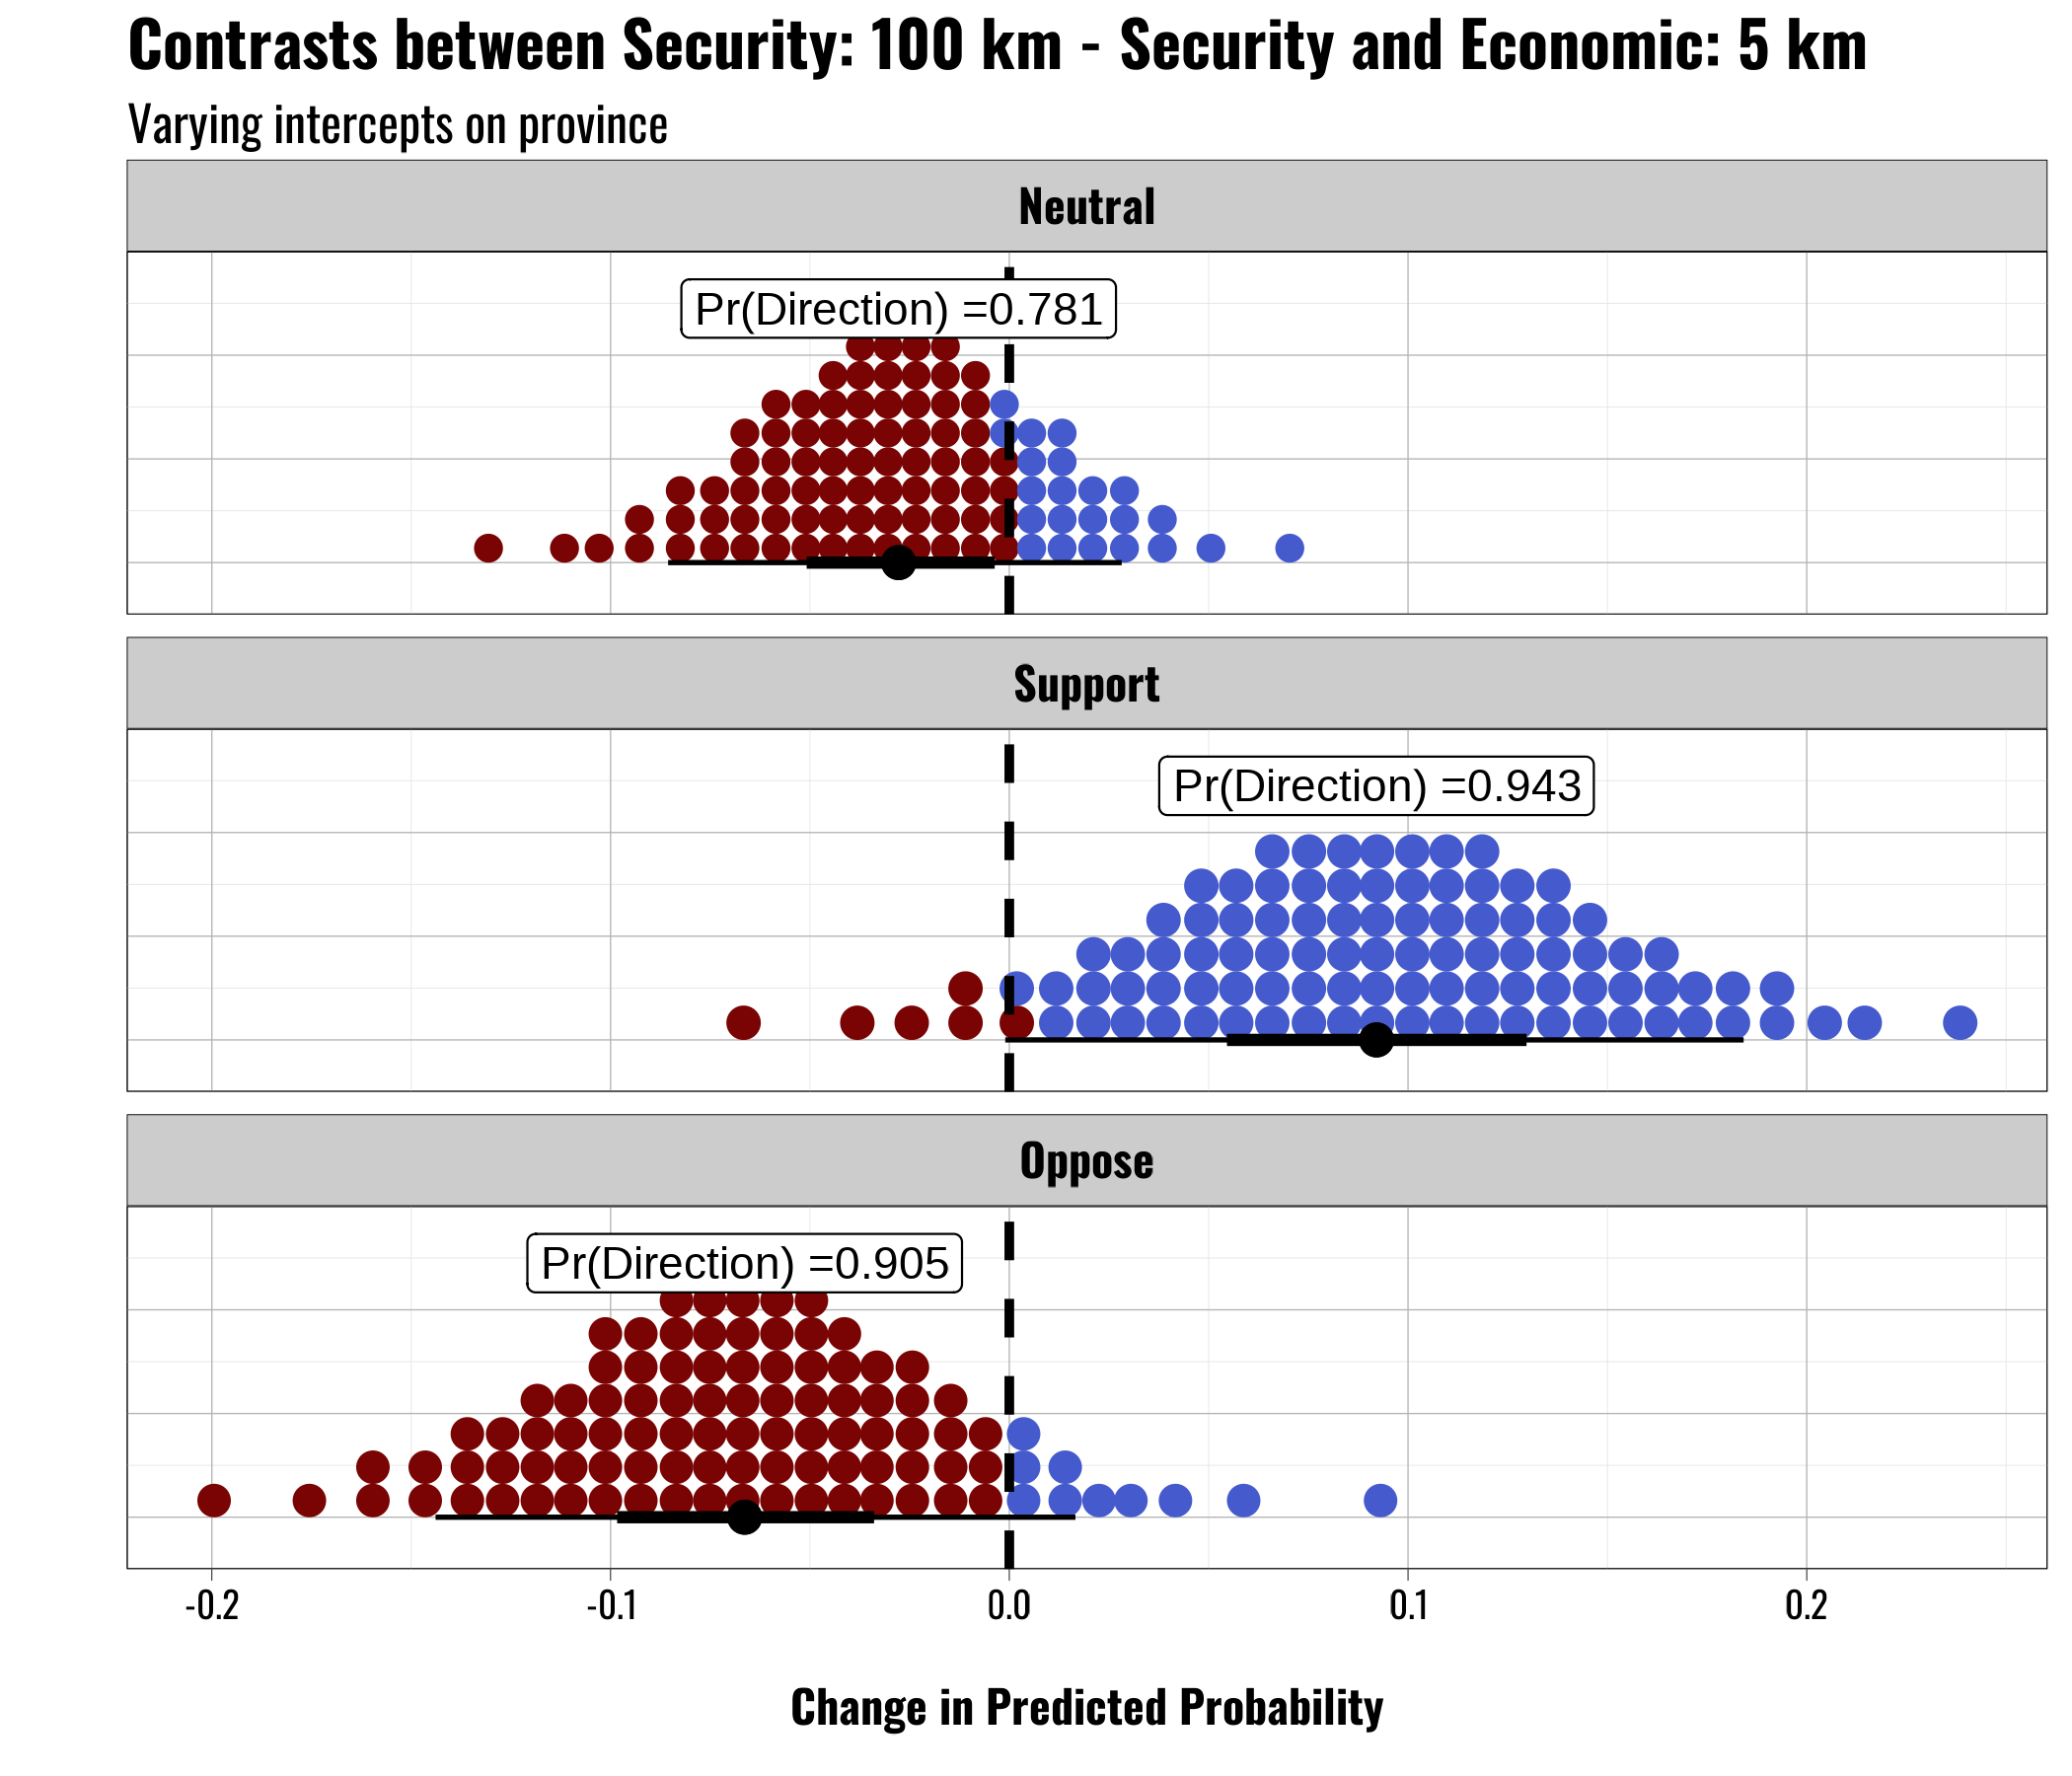 Contrasts between Security: 100 km - Security and Economic: 5 km
Varying intercepts on province
Neutral
Pr(Direction) =0.781
Support
Pr(Direction) =0.943
Oppose
Pr(Direction) =0.905
-0.2 -0.1 0.0 0.1 0.2
Change in Predicted Probability